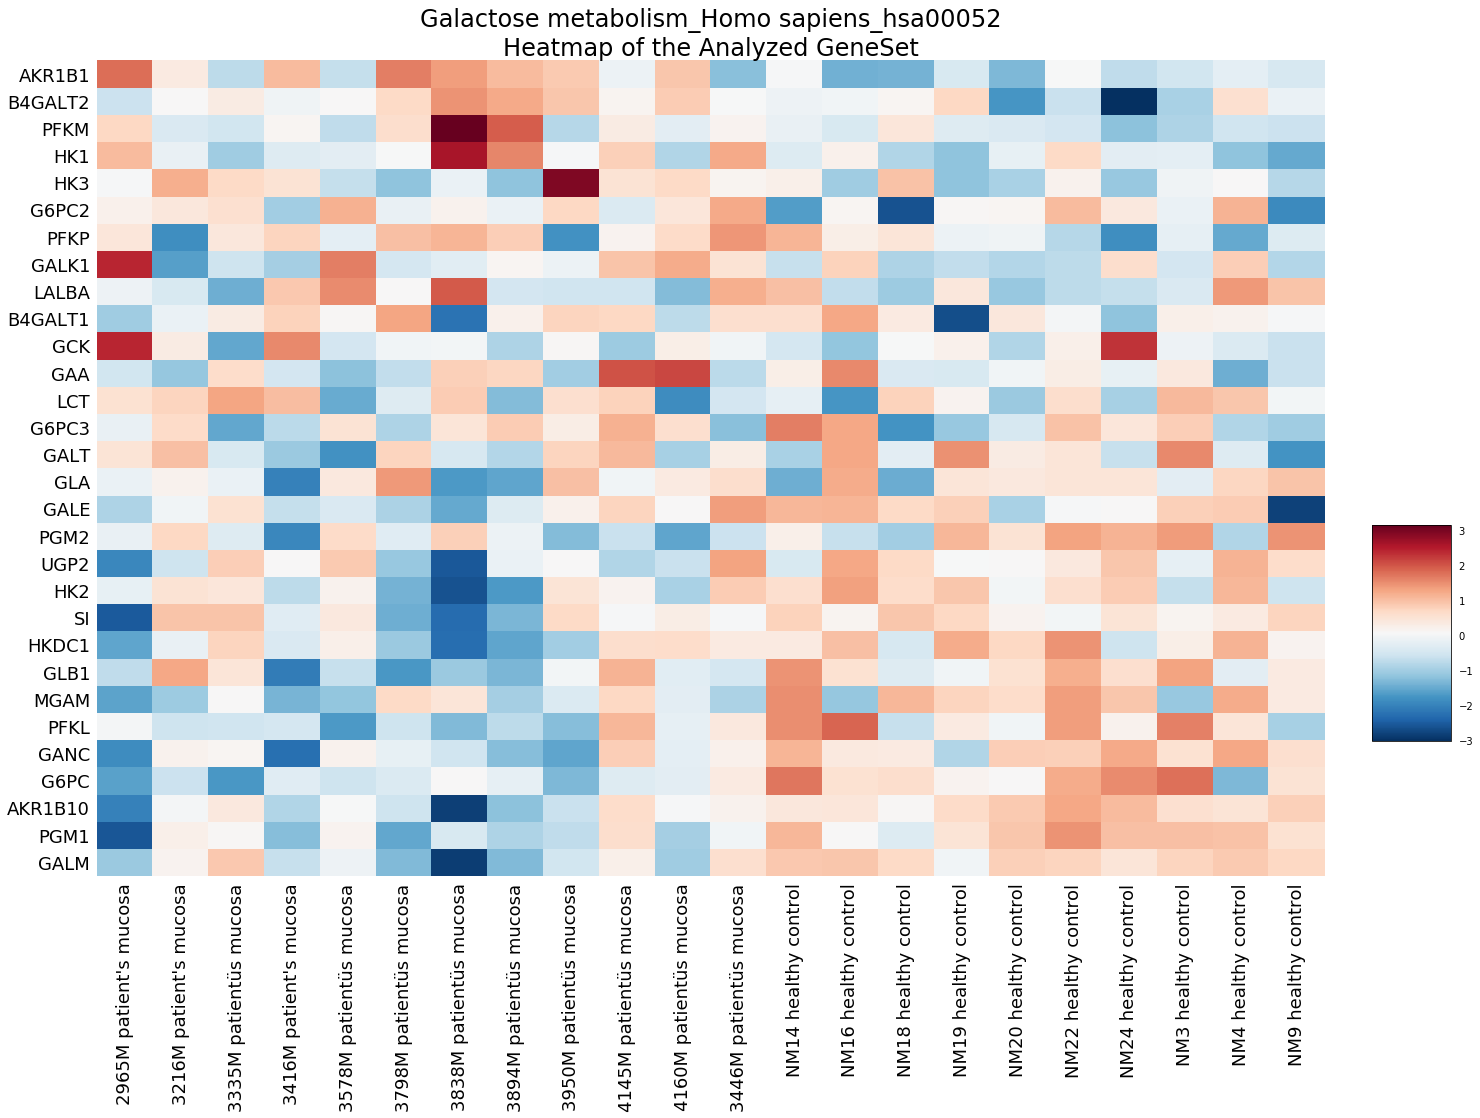 Galactose metabolism_Homo sapiens_hsa00052
Heatmap of the Analyzed GeneSet
AKR1B1
B4GALT2
PFKM
HK1
HK3
G6PC2
PFKP
GALK1
LALBA
B4GALT1
GCK
GAA
LCT
G6PC3
GALT
GLA
GALE
PGM2
UGP2
HK2
SI
HKDC1
GLB1
MGAM
PFKL
GANC
G6PC
AKR1B10
PGM1
GALM
3
2
1
0
−1
−2
−3
2965M patient's mucosa
3216M patient's mucosa
3335M patientüs mucosa
3416M patient's mucosa
3578M patientüs mucosa
3798M patientüs mucosa
3838M patientüs mucosa
3894M patientüs mucosa
3950M patientüs mucosa
4145M patientüs mucosa
4160M patientüs mucosa
3446M patientüs mucosa
NM14 healthy control
NM16 healthy control
NM18 healthy control
NM19 healthy control
NM20 healthy control
NM22 healthy control
NM24 healthy control
NM3 healthy control
NM4 healthy control
NM9 healthy control